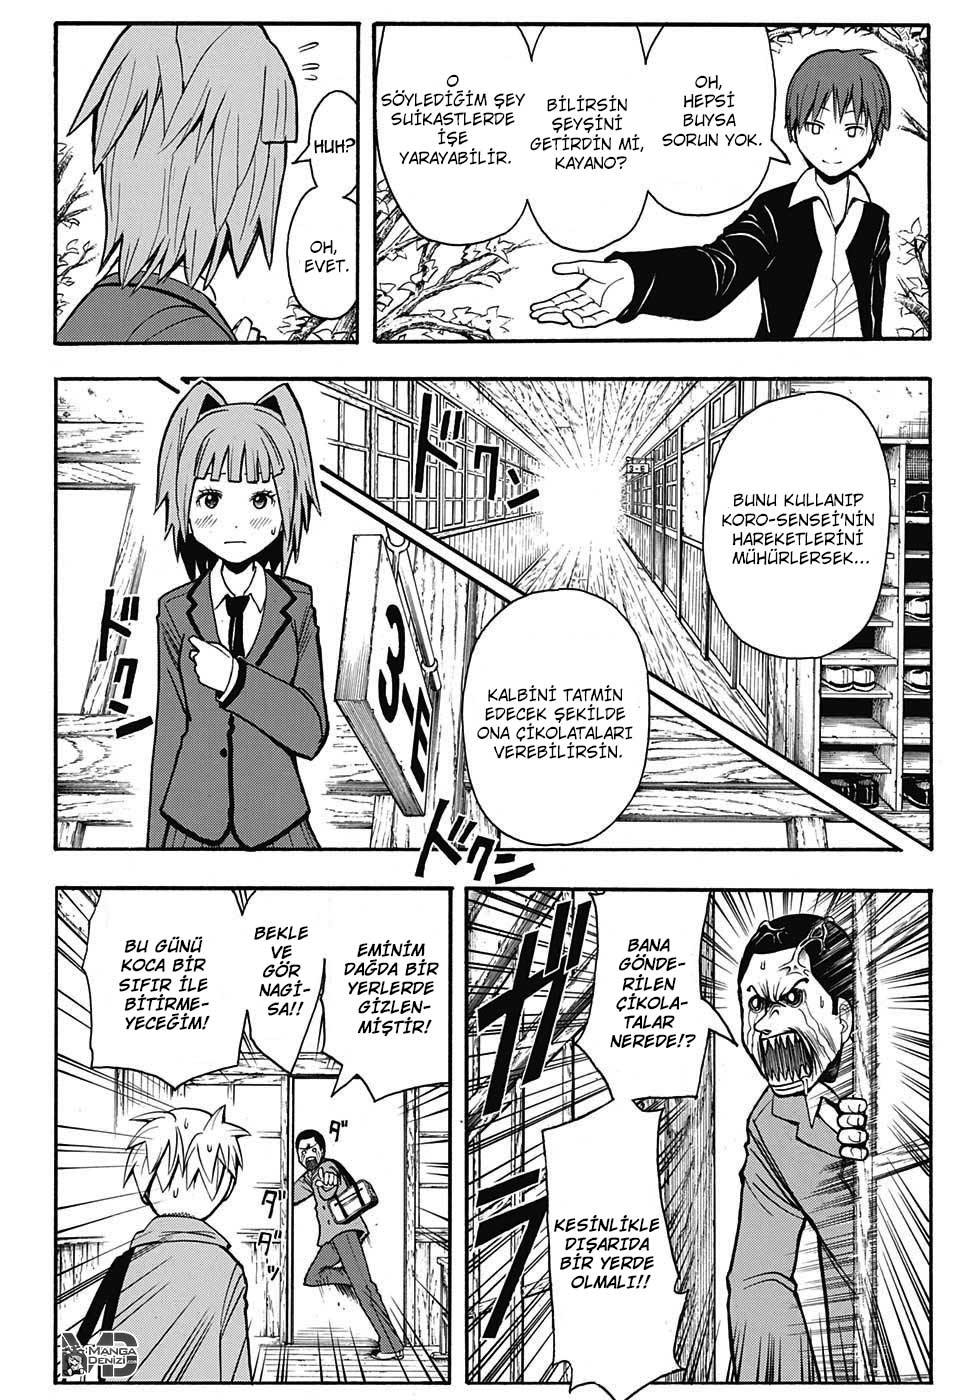 OH,
HEPSİ
BUYSA
SORUN YOK.
BİLİRSİN
ŞEYSİNİ
GETİRDİN Mİ,
KAYANO?
O
SÖYLEDİĞİM ŞEY
SUİKASTLERDE
İŞE
YARAYABİLİR.
HUH?
OH,
EVET.
BUNU KULLANIP
KORO-SENSEİ'NİN
HAREKETLERİNİ
MÜHÜRLERSEK...
KALBİNİ TATMİN
EDECEK ŞEKİLDE
ONA ÇİKOLATALARI
VEREBİLİRSİN.
ドクン
ドクン
ドクン
3-E
3-E
BANA
GÖNDE-
RİLEN
ÇİKOLA-
TALAR
NEREDE!?
KESİNLİKLE
DIŞARIDA
BİR YERDE
OLMALI!!
ガラ
EMİNİM
DAĞDA BİR
YERLERDE
GİZLEN-
MİŞTİR!
BEKLE
VE
GÖR
NAGİ-
SA!!
BU GÜNÜ
KOCA BİR
SIFIR İLE
BİTİRME-
YECEĞİM!
ダ
ダッ
MANGA
DENİZİ